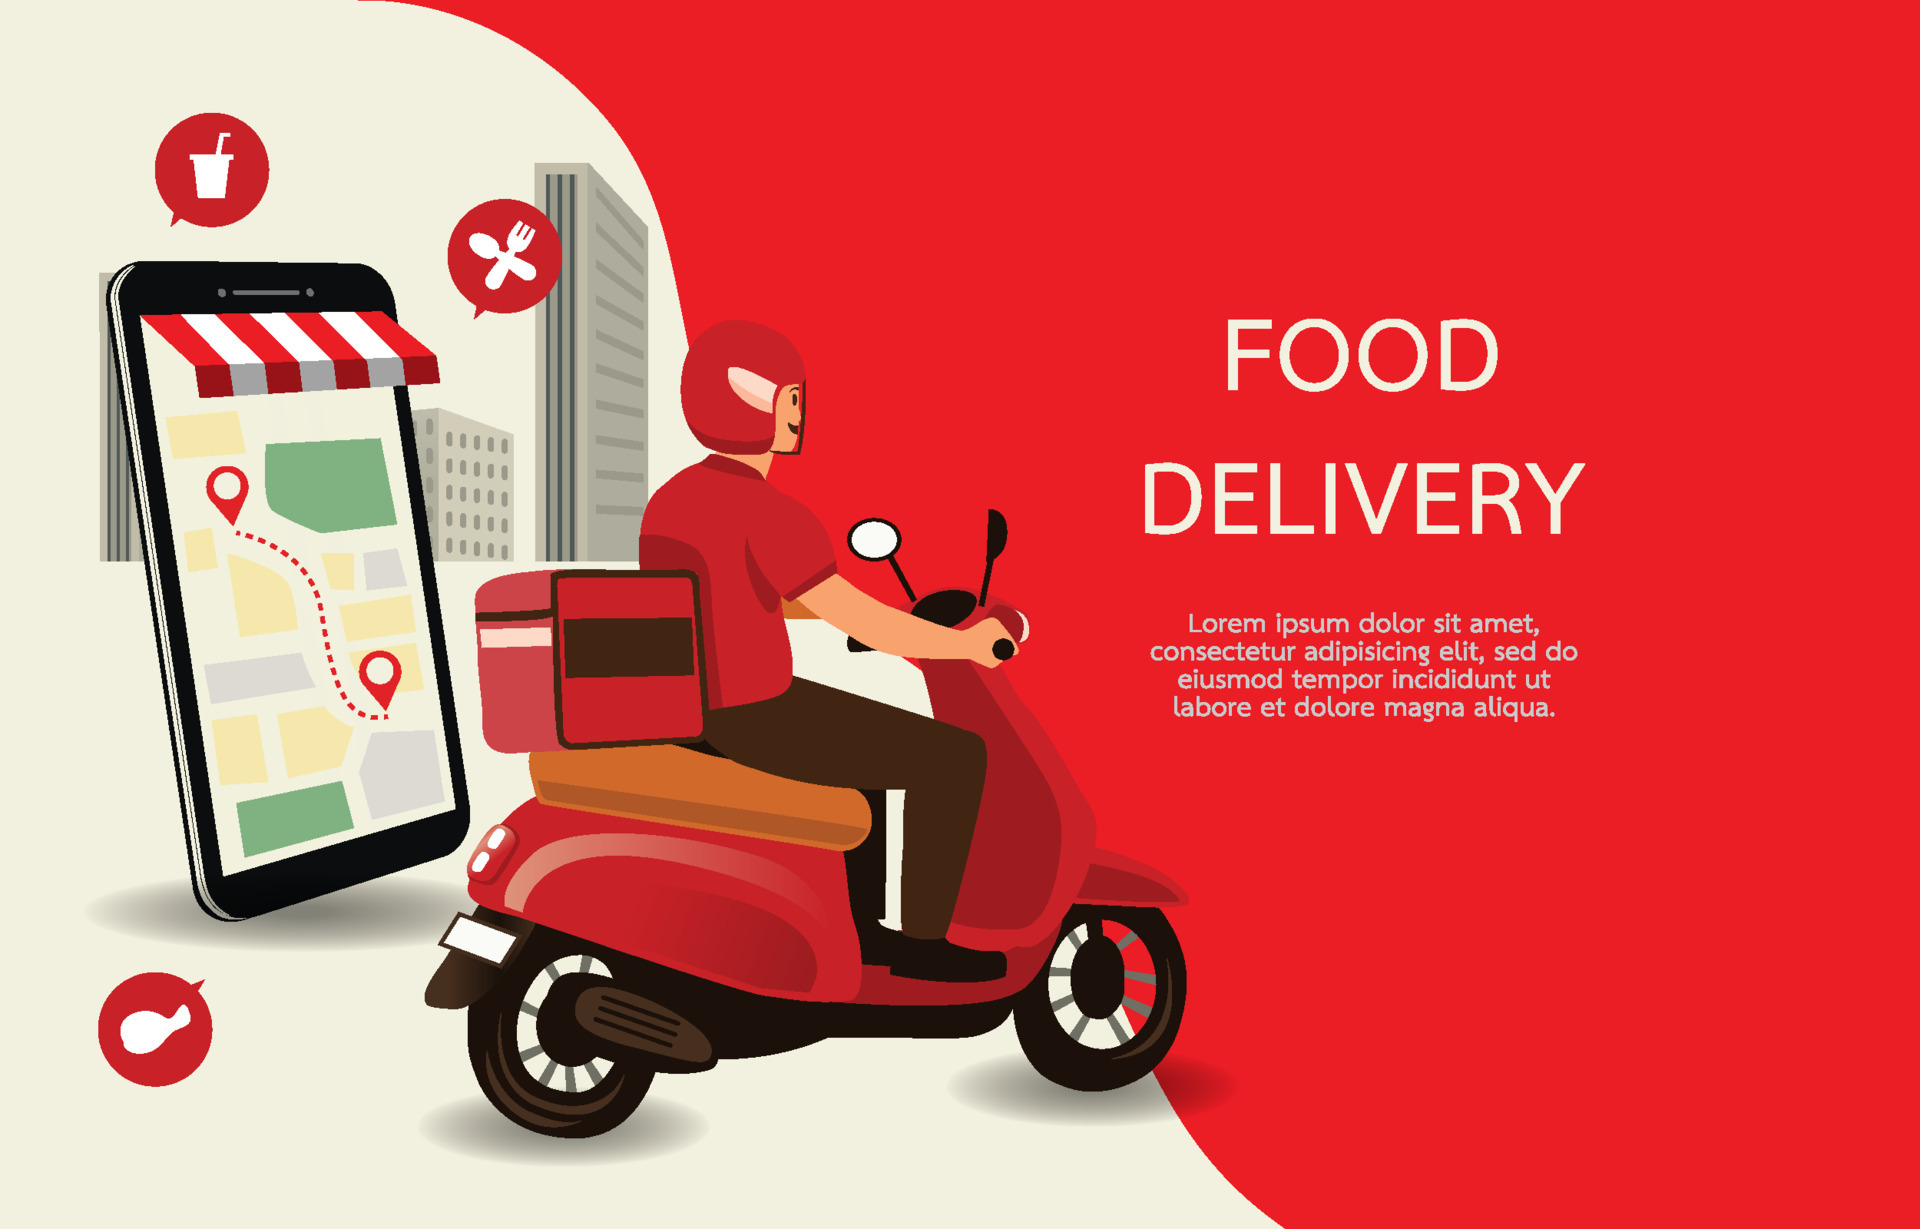 FOOD
DELIVERY
Lorem ipsum dolor sit amet,
consectetur adipisicing elit, sed do
eiusmod tempor incididunt ut
labore et dolore magna aliqua.